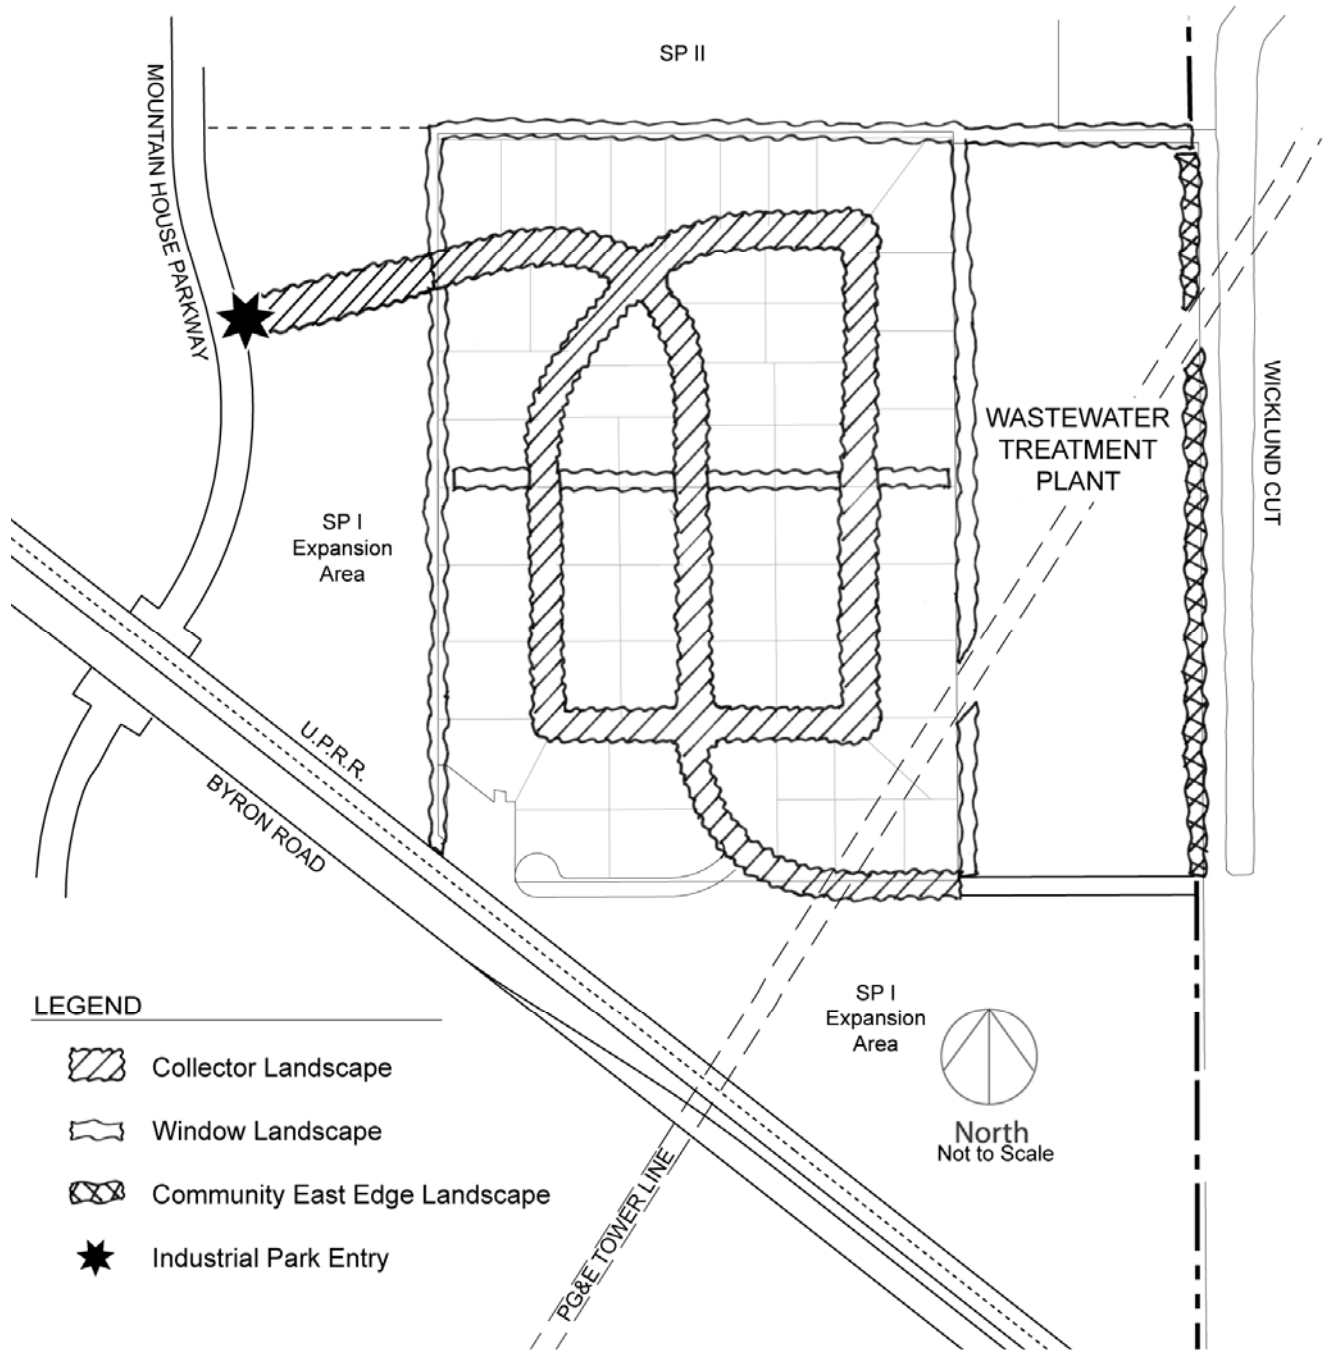 SP II
MOUNTAIN HOUSE PARKWAY
WICKLUND CUT
WASTEWATER
TREATMENT
PLANT
SP I
Expansion
Area
U.P.R.R.
BYRON ROAD
SP I
Expansion
Area
North
Not to Scale
PG&E TOWER LINE
LEGEND
Collector Landscape
Window Landscape
Community East Edge Landscape
Industrial Park Entry